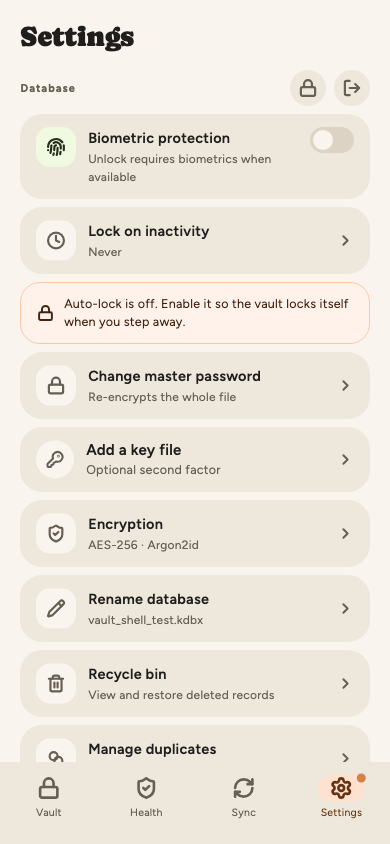 Settings
Database
Biometric protection
Unlock requires biometrics when
available
Lock on inactivity
Never
Auto-lock is off. Enable it so the vault locks itself
when you step away.
Change master password
Re-encrypts the whole file
Add a key file
Optional second factor
Encryption
AES-256 · Argon2id
Rename database
vault_shell_test.kdbx
Recycle bin
View and restore deleted records
Manage duplicates
Vault
Health
Sync
Settings